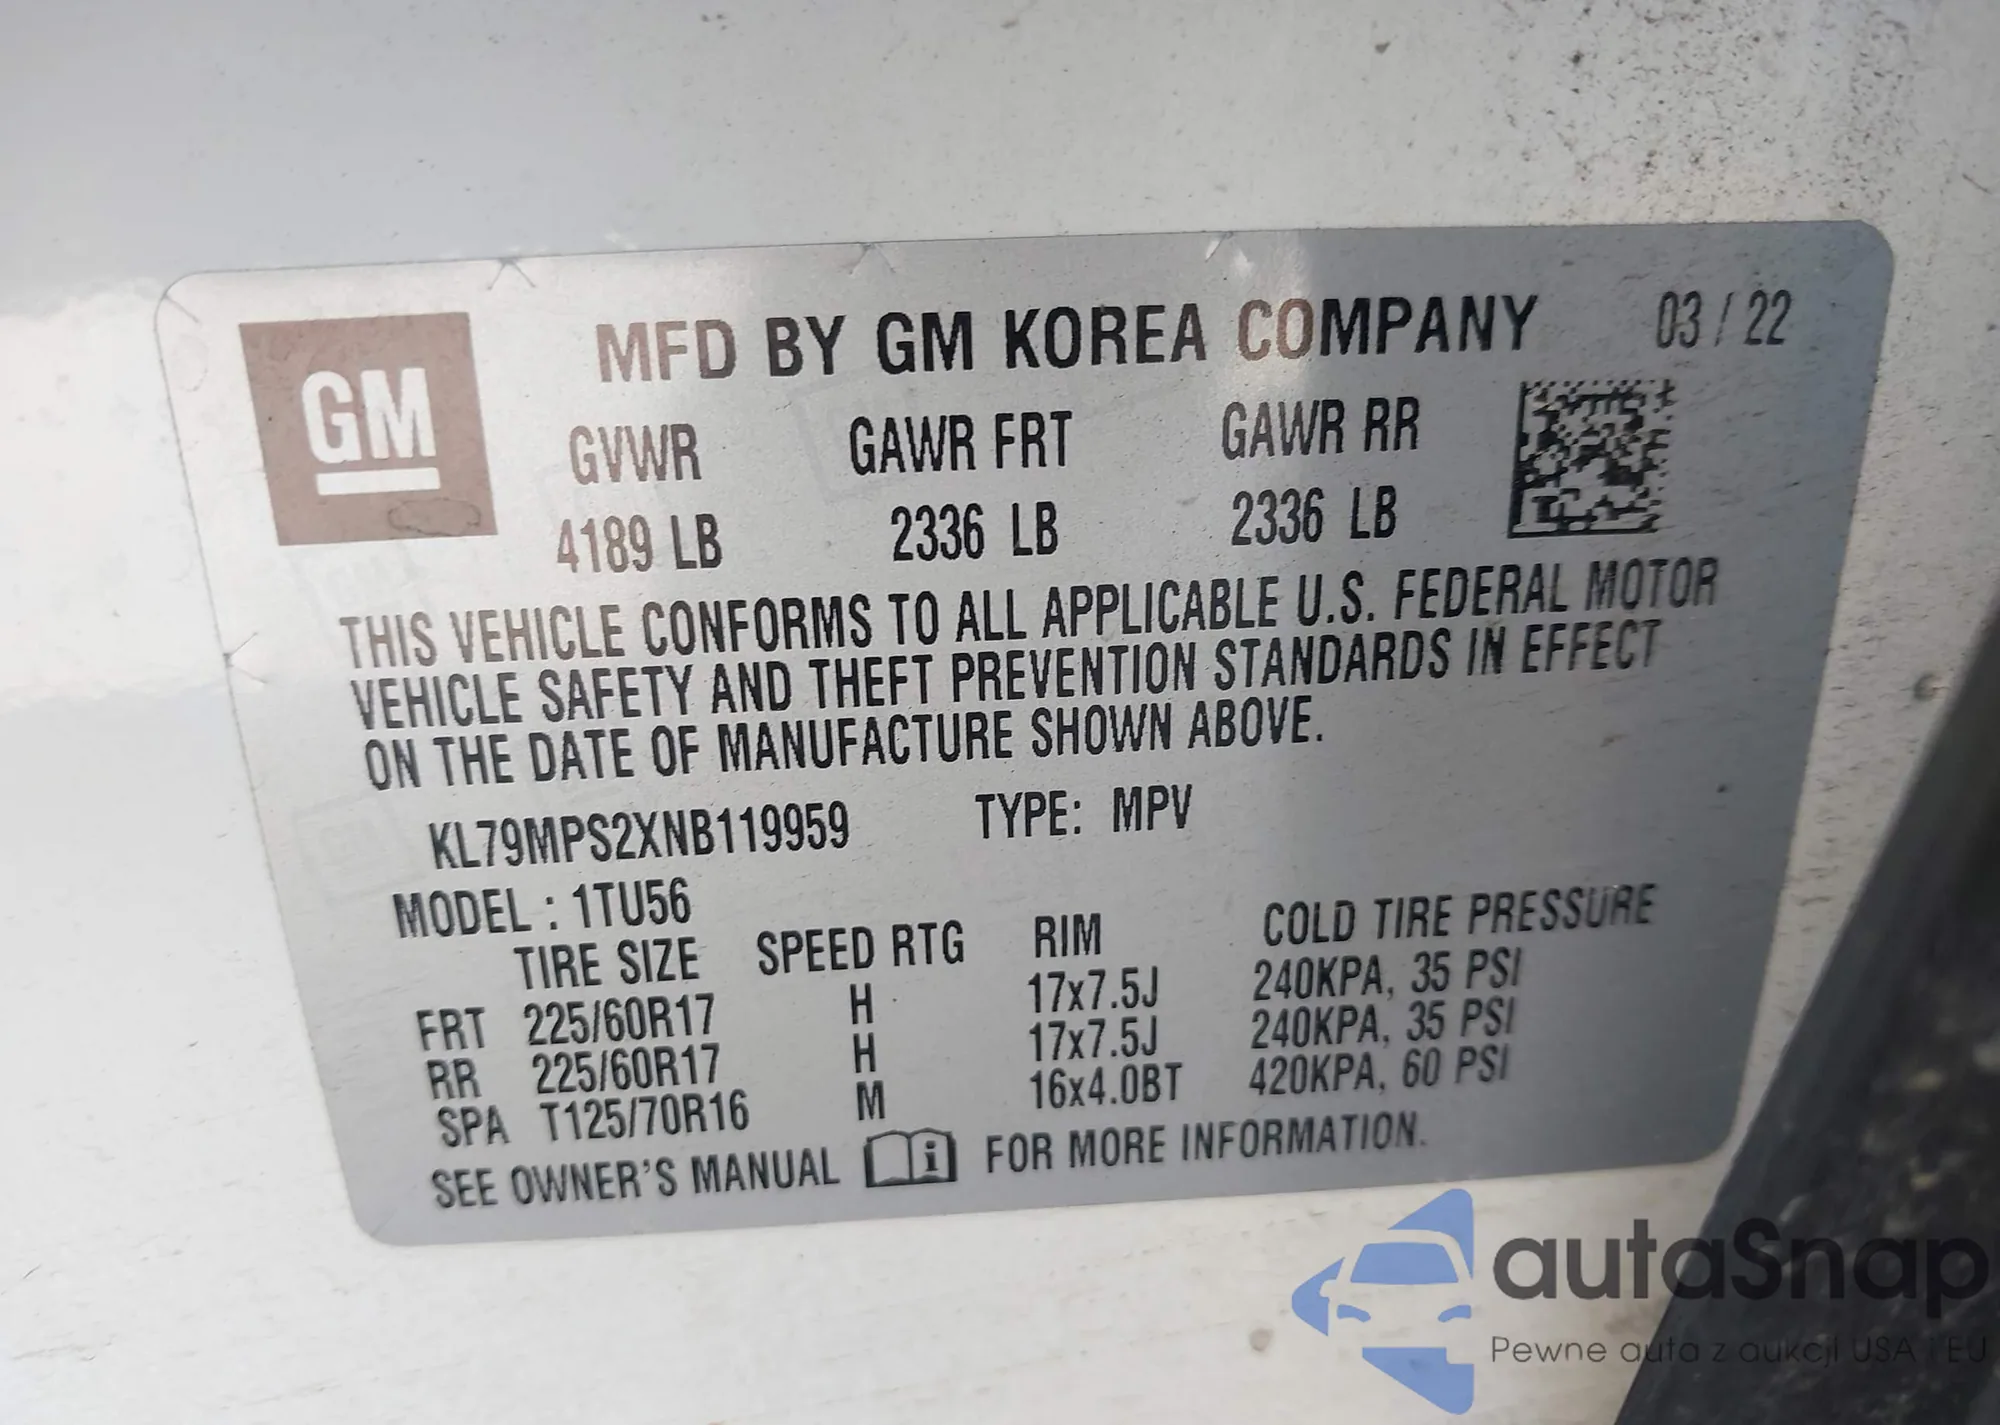 GM
MFD BY GM KOREA COMPANY 03 / 22
GVWR GAWR FRT GAWR RR
4189 LB 2336 LB 2336 LB
THIS VEHICLE CONFORMS TO ALL APPLICABLE U.S. FEDERAL MOTOR
VEHICLE SAFETY AND THEFT PREVENTION STANDARDS IN EFFECT
ON THE DATE OF MANUFACTURE SHOWN ABOVE.
KL79MPS2XNB119959 TYPE: MPV
MODEL : 1TU56
TIRE SIZE SPEED RTG RIM COLD TIRE PRESSURE
FRT 225/60R17 H 17x7.5J 240KPA, 35 PSI
RR 225/60R17 H 17x7.5J 240KPA, 35 PSI
SPA T125/70R16 M 16x4.0BT 420KPA, 60 PSI
SEE OWNER'S MANUAL i FOR MORE INFORMATION.
autaSnap
Pewne auta z aukcji USA i EU